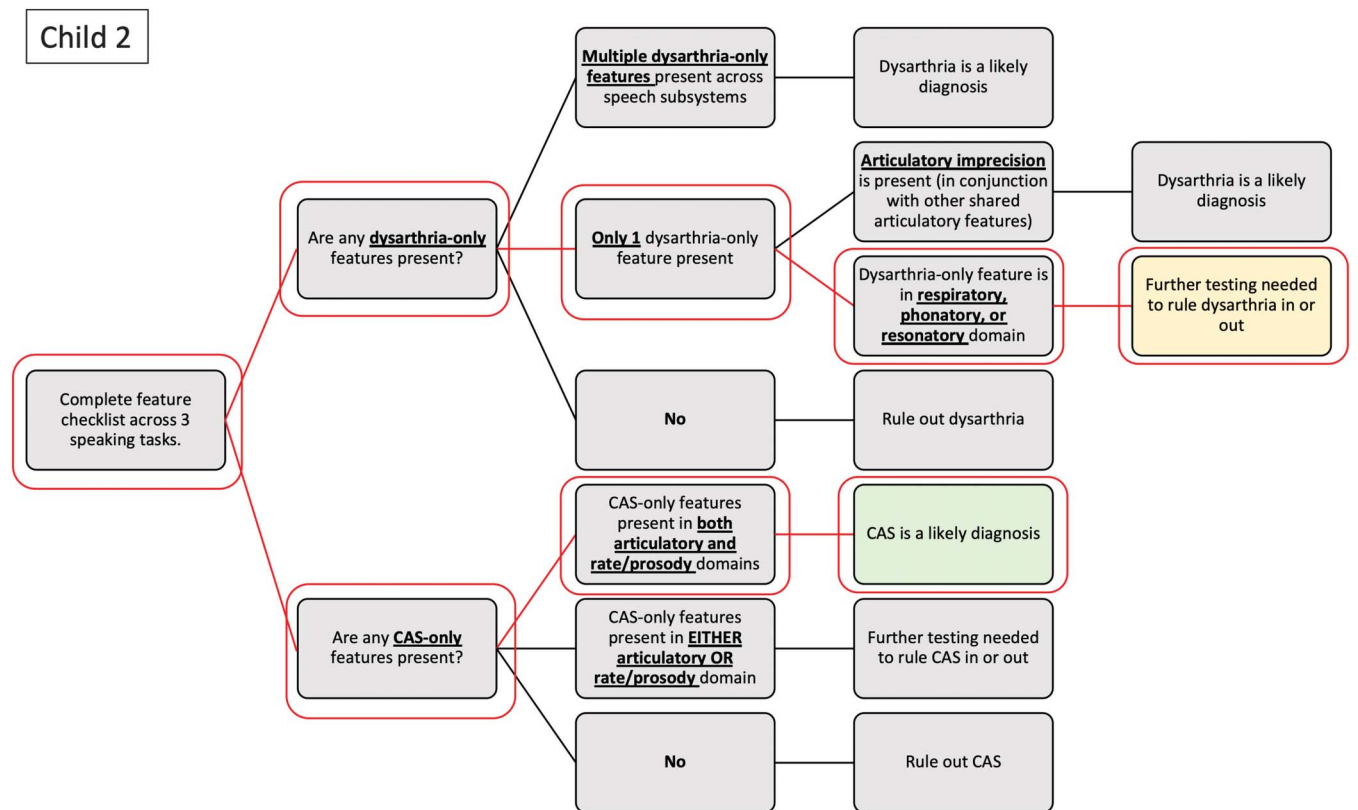 Child 2
Multiple dysarthria-only
features present across
speech subsystems
Dysarthria is a likely
diagnosis
Articulatory imprecision
is present (in conjunction
with other shared
articulatory features)
Dysarthria is a likely
diagnosis
Are any dysarthria-only
features present?
Only 1 dysarthria-only
feature present
Dysarthria-only feature is
in respiratory,
phonatory, or
resonatory domain
Further testing needed
to rule dysarthria in or
out
Complete feature
checklist across 3
speaking tasks.
No
Rule out dysarthria
CAS-only features
present in both
articulatory and
rate/prosody domains
CAS is a likely diagnosis
Are any CAS-only
features present?
CAS-only features
present in EITHER
articulatory OR
rate/prosody domain
Further testing needed
to rule CAS in or out
No
Rule out CAS